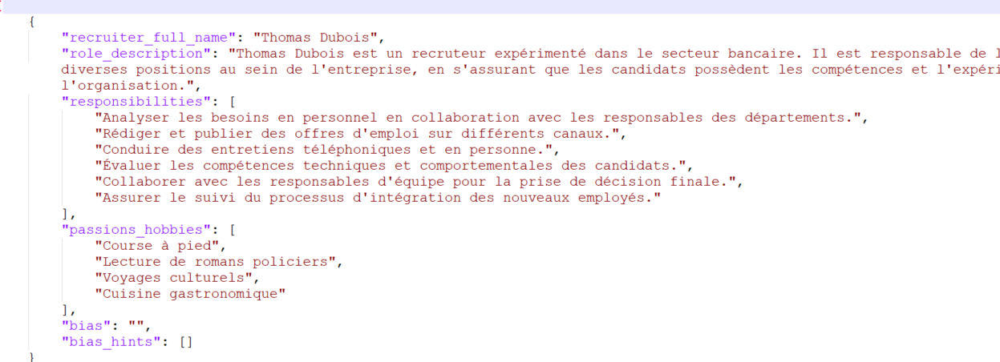 {
"recruiter_full_name": "Thomas Dubois",
"role_description": "Thomas Dubois est un recruteur expérimenté dans le secteur bancaire. Il est responsable de
diverses positions au sein de l'entreprise, en s'assurant que les candidats possèdent les compétences et
l'organisation.",
"responsibilities": [
"Analyser les besoins en personnel en collaboration avec les responsables des départements.",
"Rédiger et publier des offres d'emploi sur différents canaux.",
"Conduire des entretiens téléphoniques et en personne.",
"Évaluer les compétences techniques et comportementales des candidats.",
"Collaborer avec les responsables d'équipe pour la prise de décision finale.",
"Assurer le suivi du processus d'intégration des nouveaux employés."
],
"passions_hobbies": [
"Course à pied",
"Lecture de romans policiers",
"Voyages culturels",
"Cuisine gastronomique"
],
"bias": "",
"bias_hints": []
}